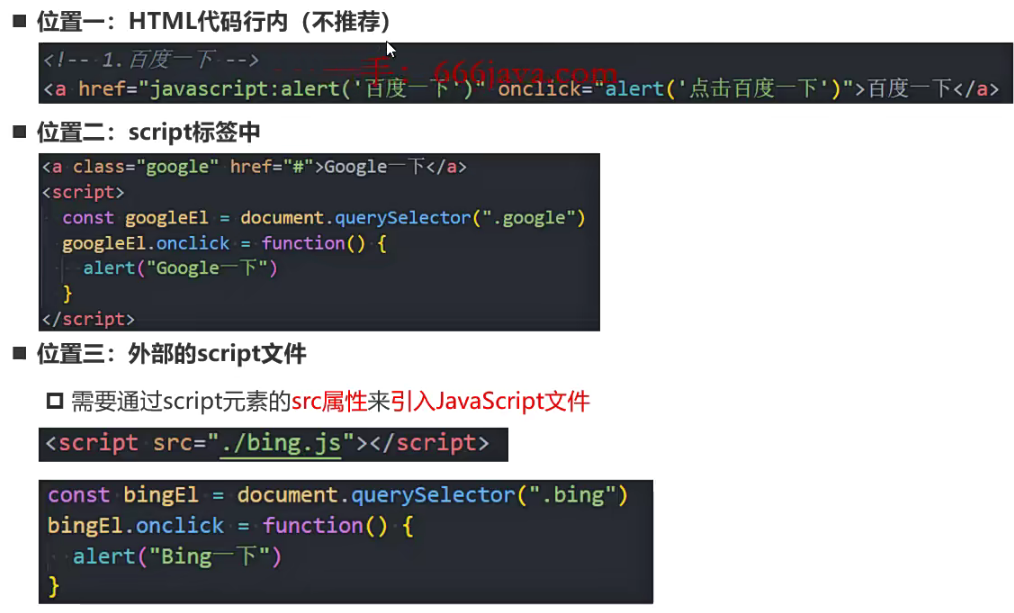 ■ 位置一：HTML代码行内（不推荐）
<!-- 1.百度一下 -->
一手：666java.com
<a href="javascript:alert('百度一下')" onclick="alert('点击百度一下')">百度一下</a>
■ 位置二：script标签中
<a class="google" href="#">Google一下</a>
<script>
const googleEl = document.querySelector(".google")
googleEl.onclick = function() {
alert("Google一下")
}
</script>
■ 位置三：外部的script文件
需要通过script元素的src属性来引入JavaScript文件
<script src="./bing.js"></script>
const bingEl = document.querySelector(".bing")
bingEl.onclick = function() {
alert("Bing一下")
}